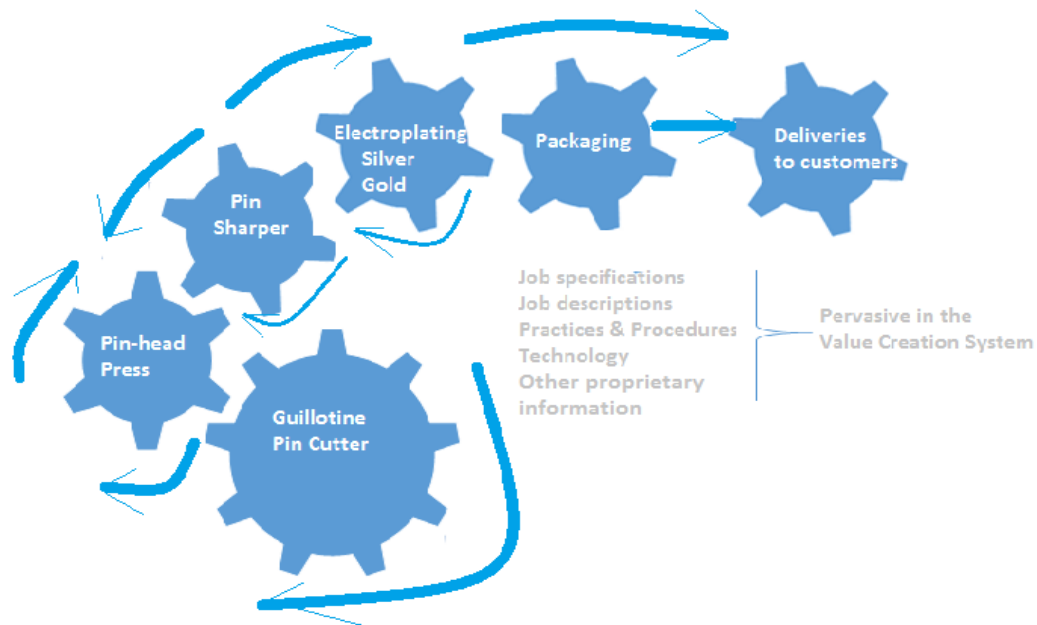 Electroplating
Silver
Gold
Packaging
Deliveries
to customers
Pin
Sharper
Pin-head
Press
Guillotine
Pin Cutter
Job specifications
Job descriptions
Practices & Procedures
Technology
Other proprietary
information
Pervasive in the
Value Creation System